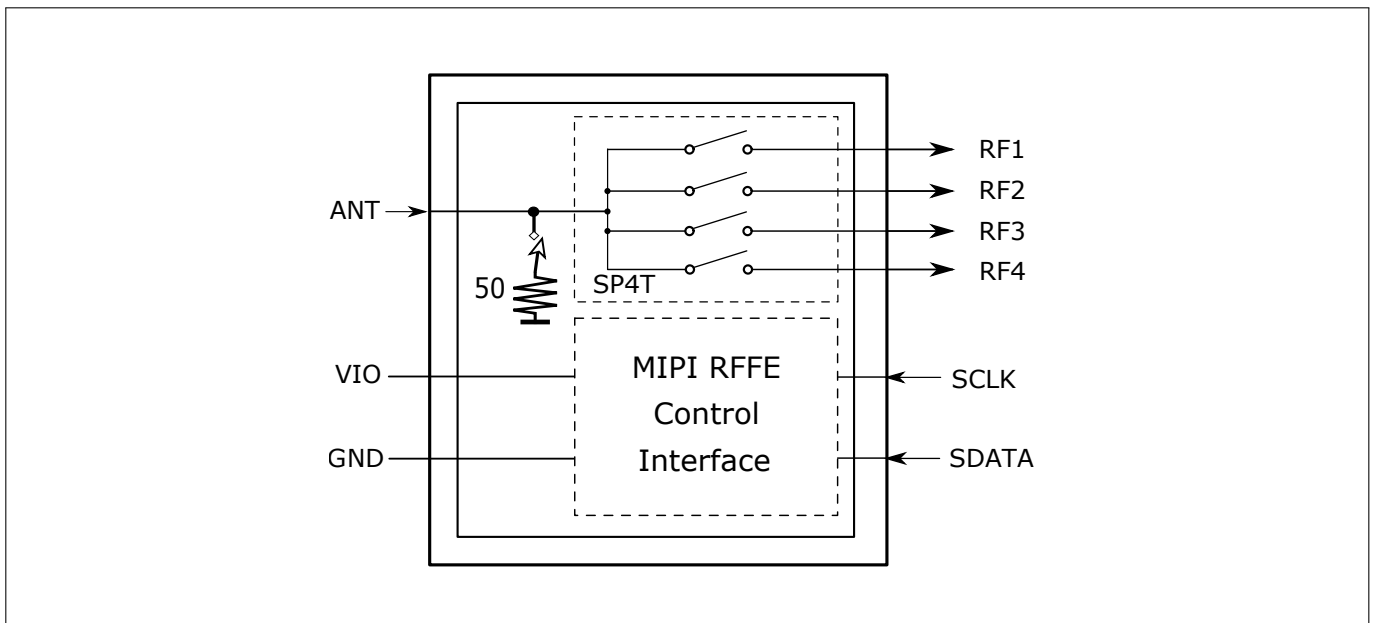 RF1
RF2
ANT
RF3
RF4
50
SP4T
VIO
MIPI RFFE
Control
Interface
SCLK
GND
SDATA